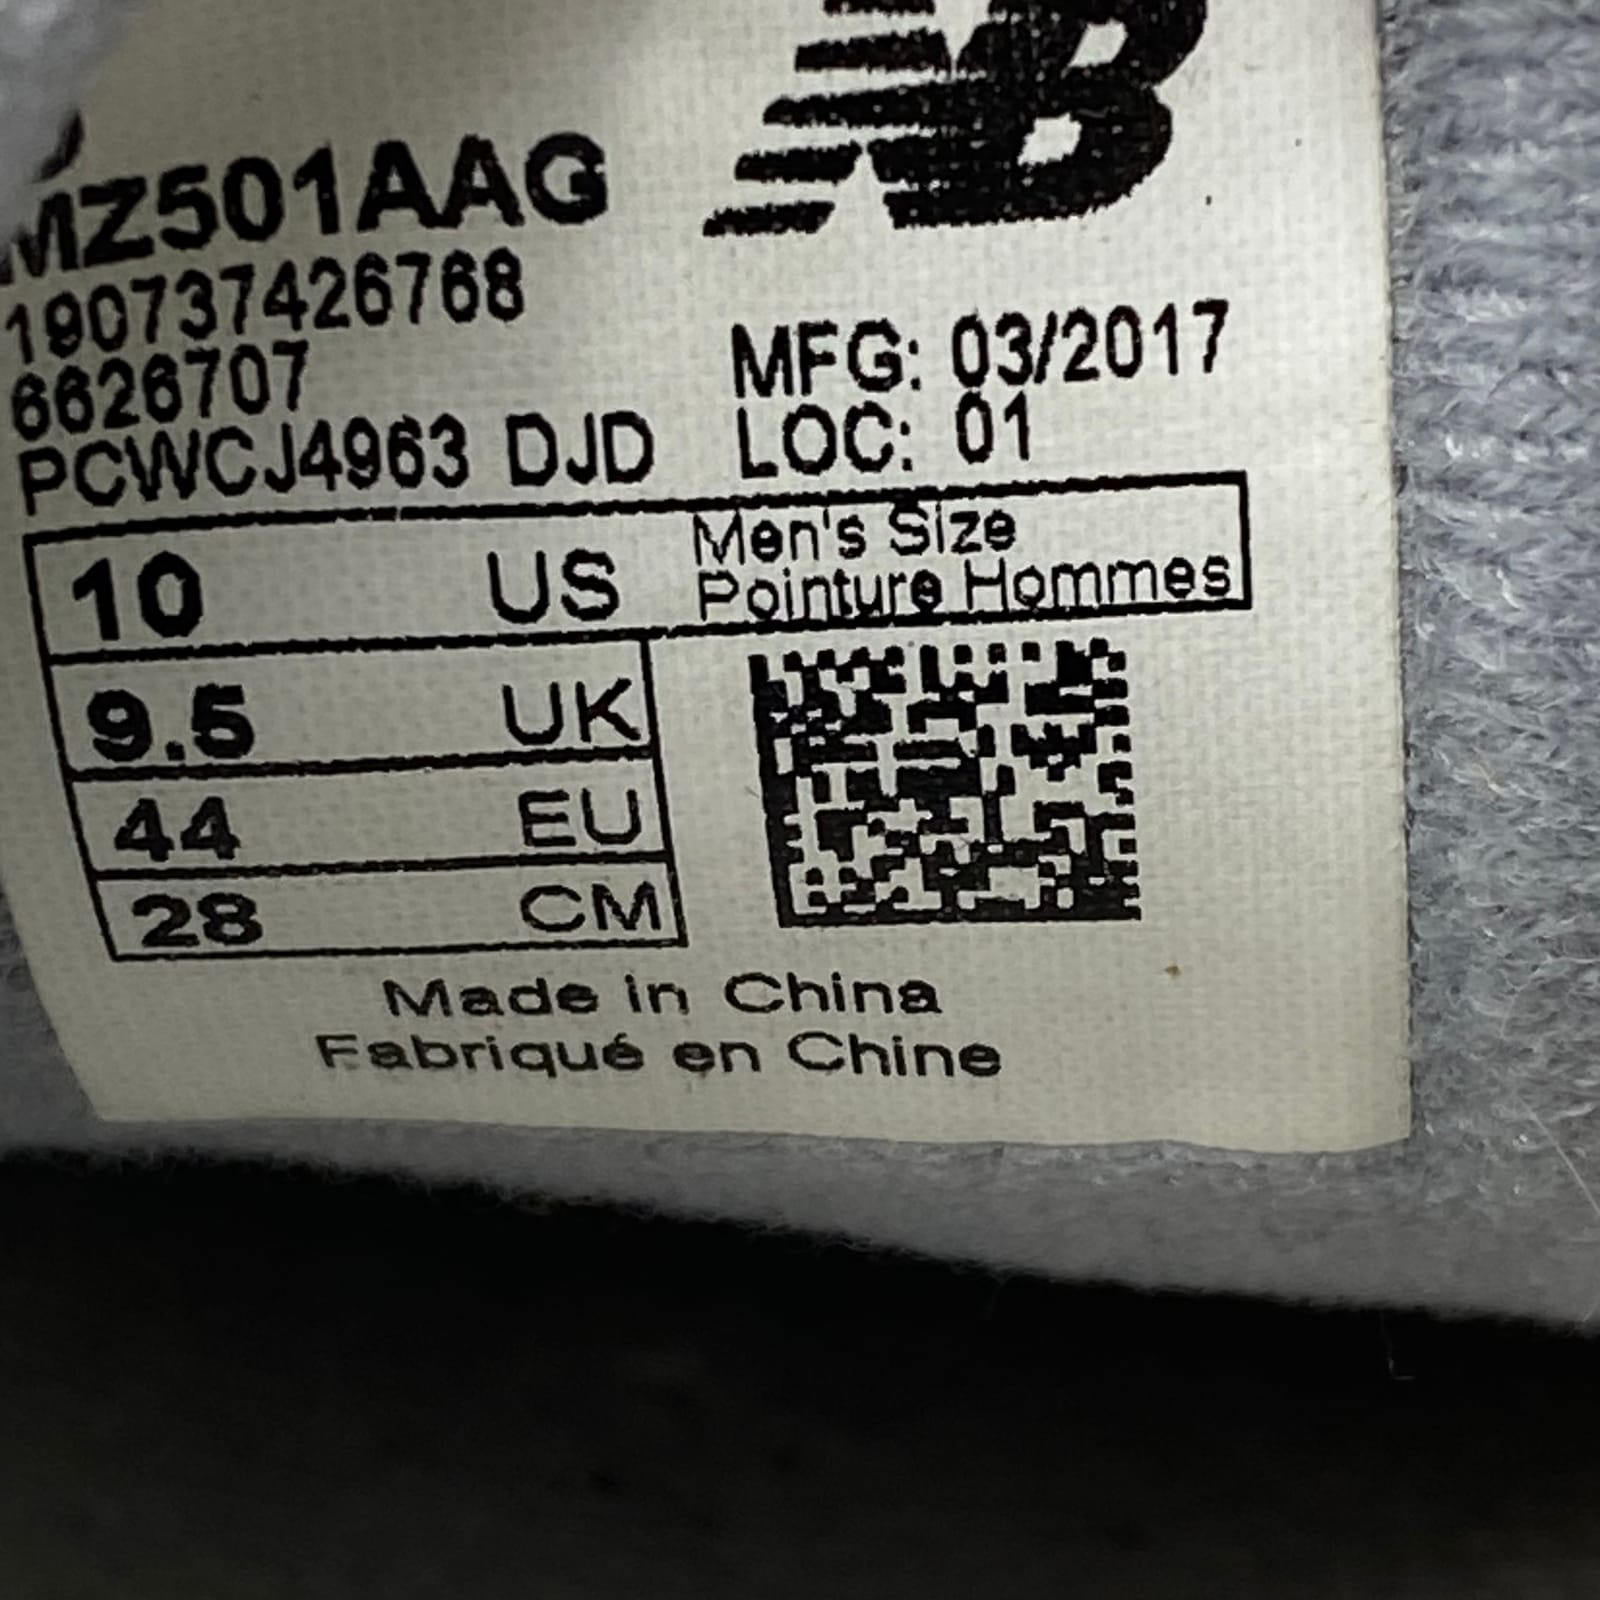 NB
MZ501AAG
190737426768
6626707
MFG: 03/2017
PCWCJ4963 DJD
LOC: 01
10 US Men's Size
Pointure Hommes
9.5 UK
44 EU
28 CM
Made in China
Fabriqué en Chine